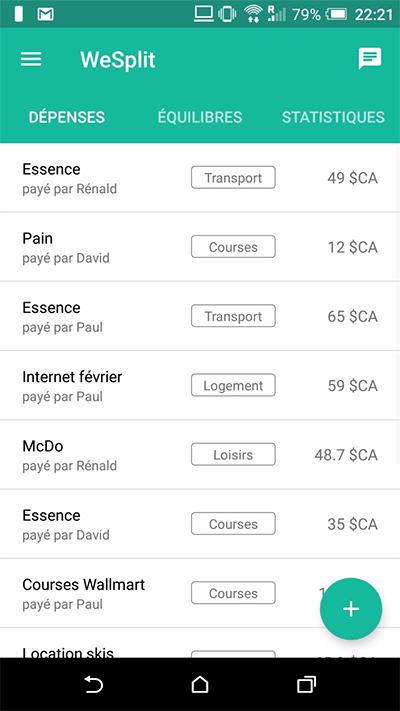 79% 22:21
WeSplit
DÉPENSES ÉQUILIBRES STATISTIQUES
Essence
payé par Rénald
Transport
49 $CA
Pain
payé par David
Courses
12 $CA
Essence
payé par Paul
Transport
65 $CA
Internet février
payé par Paul
Logement
59 $CA
McDo
payé par Rénald
Loisirs
48.7 $CA
Essence
payé par David
Courses
35 $CA
Courses Wallmart
payé par Paul
Courses
Location skis